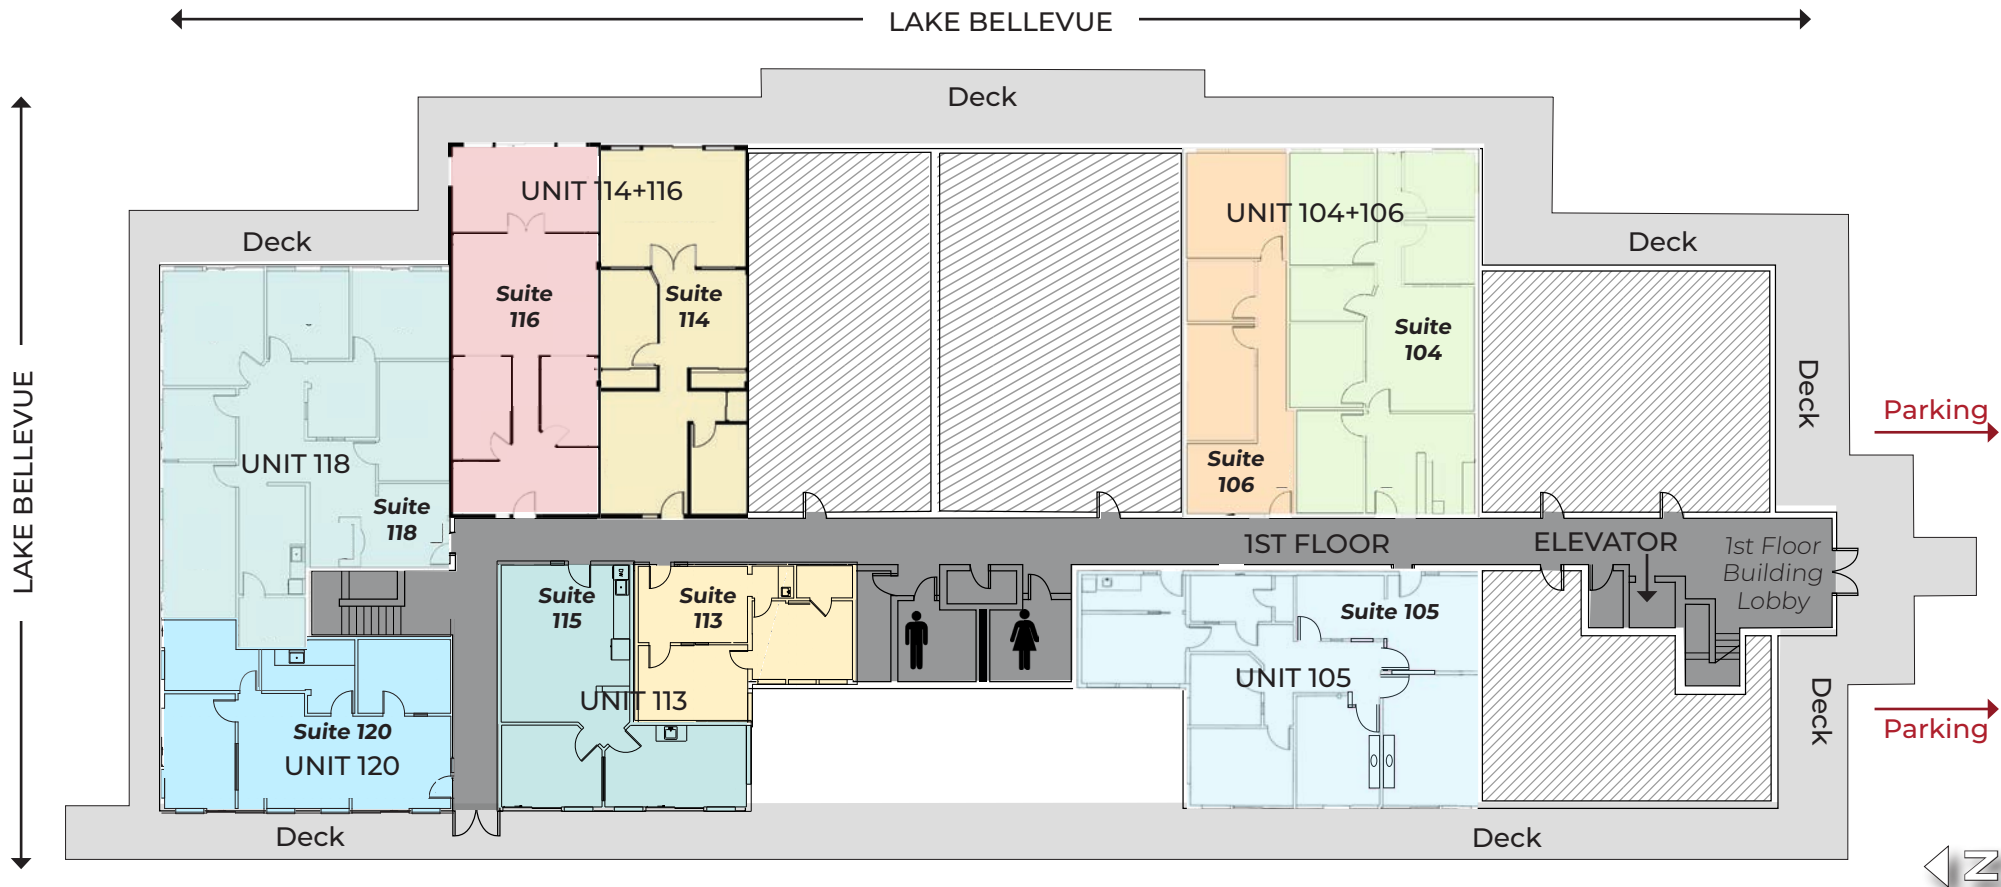 LAKE BELLEVUE
Deck
UNIT 114+116
UNIT 104+106
Deck
Deck
Suite
116
Suite
114
Suite
104
LAKE BELLEVUE
Deck
Parking
UNIT 118
Suite
106
Suite
118
1ST FLOOR
ELEVATOR
1st Floor
Building
Lobby
Suite
115
Suite
113
Suite 105
UNIT 105
UNIT 113
Deck
Suite 120
UNIT 120
Parking
Deck
Deck
N